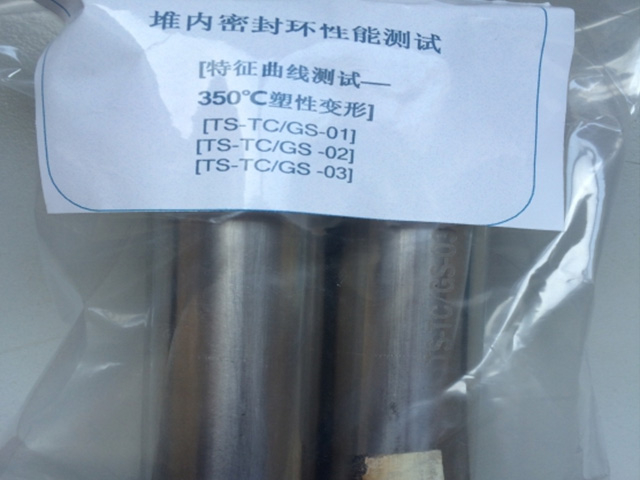 堆内密封环性能测试
[特征曲线测试—
350℃塑性变形]
[TS-TC/GS-01]
[TS-TC/GS -02]
[TS-TC/GS -03]